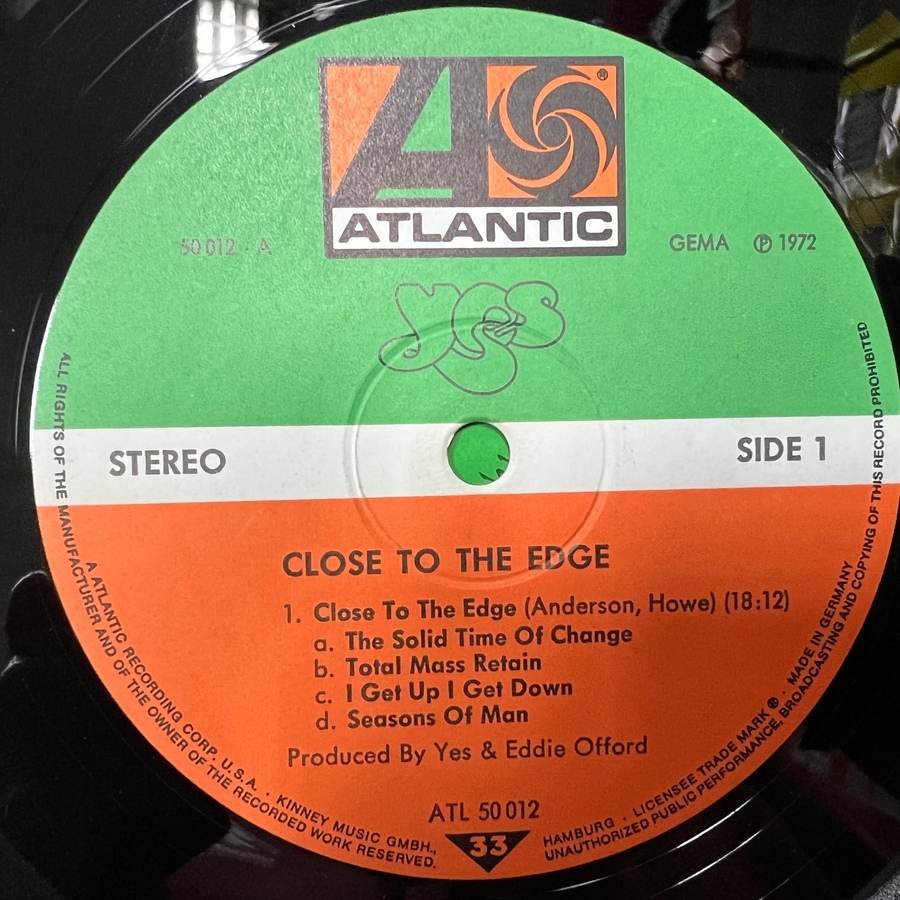 ATLANTIC
®
50 012 - A
GEMA ℗ 1972
yes
STEREO
SIDE 1
CLOSE TO THE EDGE
1. Close To The Edge (Anderson, Howe) (18:12)
a. The Solid Time Of Change
b. Total Mass Retain
c. I Get Up I Get Down
d. Seasons Of Man
Produced By Yes & Eddie Offord
ATL 50 012
33
ALL RIGHTS OF THE MANUFACTURER AND OF THE OWNER OF THE RECORDED WORK RESERVED.
UNAUTHORIZED PUBLIC PERFORMANCE, BROADCASTING AND COPYING OF THIS RECORD PROHIBITED
A ATLANTIC RECORDING CORP. U.S.A. · KINNEY MUSIC GMBH.,
HAMBURG · LICENSEE TRADE MARK ® · MADE IN GERMANY